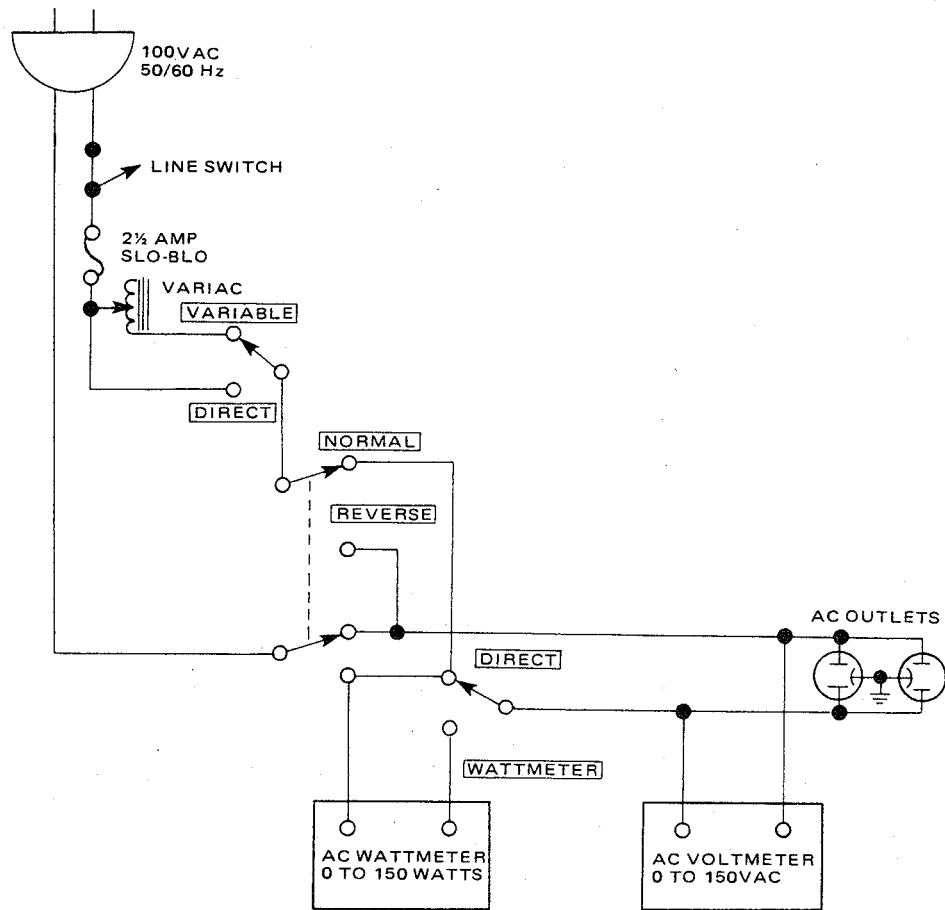 100VAC
50/60 Hz
LINE SWITCH
2½ AMP
SLO-BLO
VARIAC
VARIABLE
DIRECT
NORMAL
REVERSE
AC OUTLETS
DIRECT
WATTMETER
AC WATTMETER
0 TO 150 WATTS
AC VOLTMETER
0 TO 150VAC